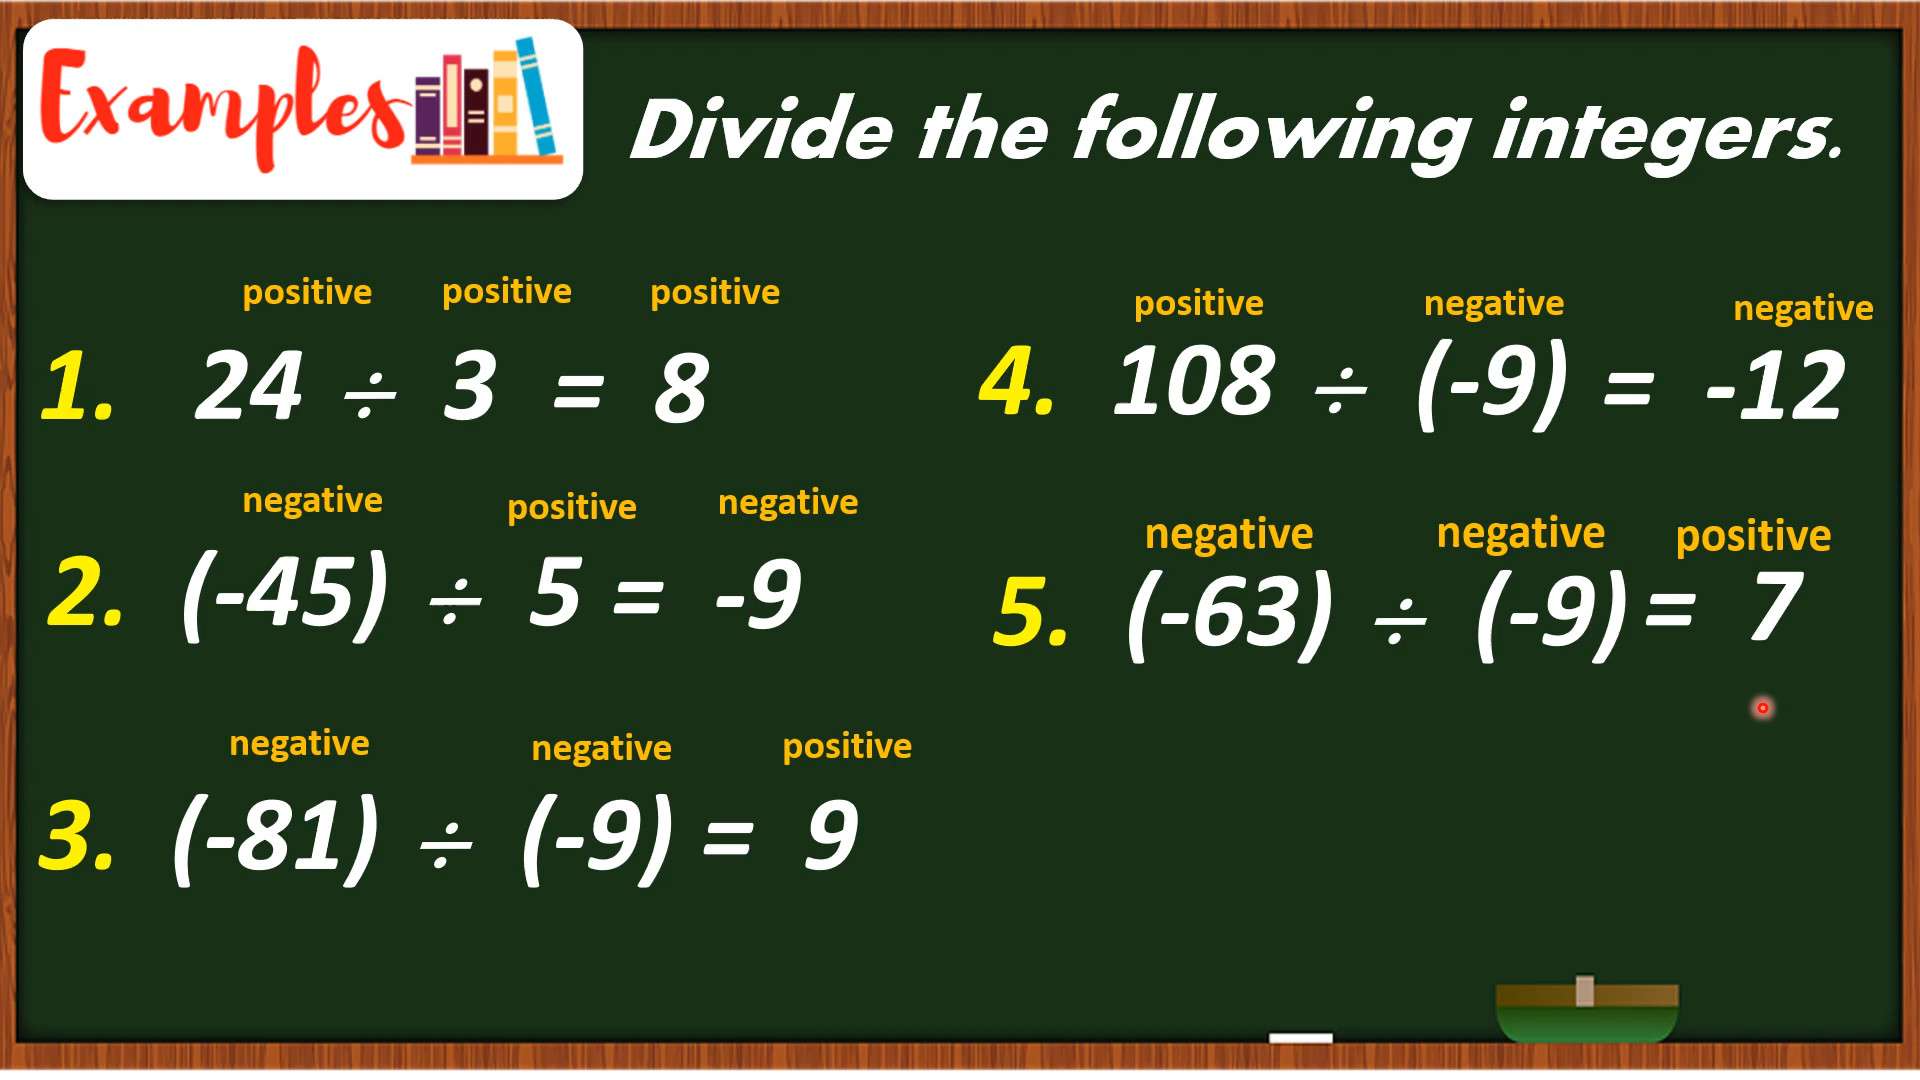 Examples
Divide the following integers.
positive positive positive
1. 24 ÷ 3 = 8
negative positive negative
2. (-45) ÷ 5 = -9
negative negative positive
3. (-81) ÷ (-9) = 9
positive negative negative
4. 108 ÷ (-9) = -12
negative negative positive
5. (-63) ÷ (-9) = 7